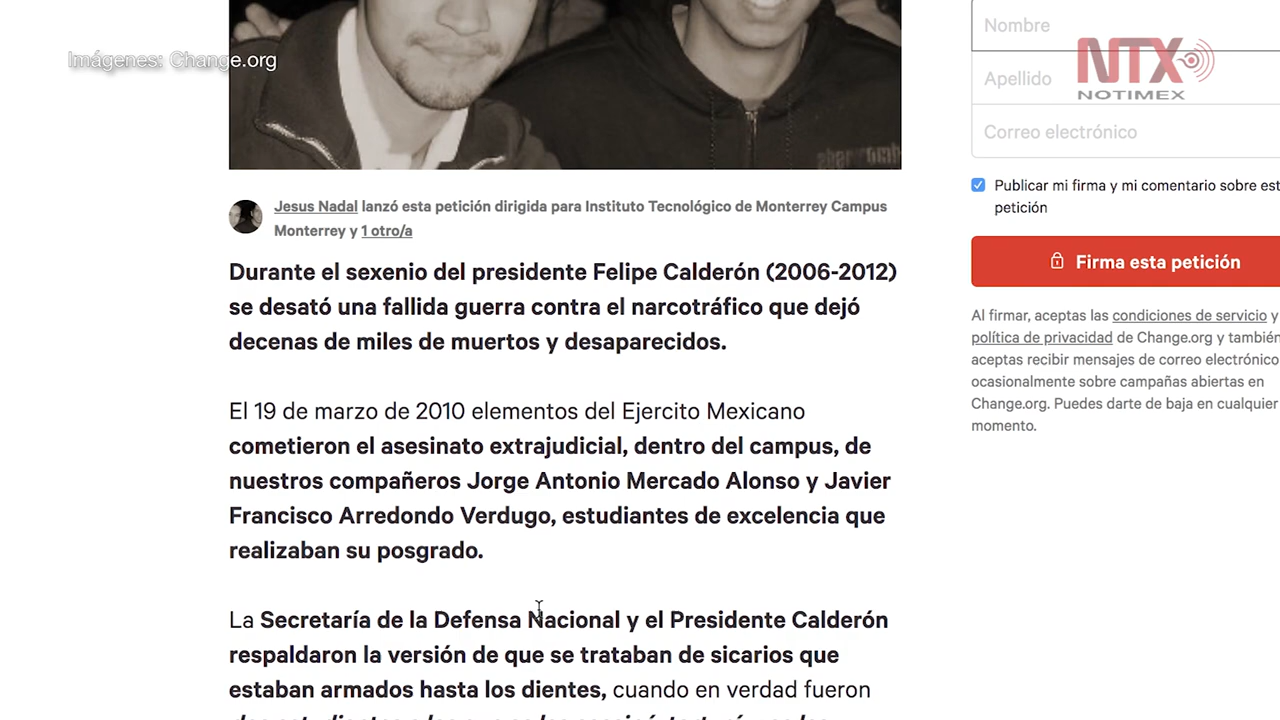 Imágenes: Change.org
NTX
NOTIMEX
Nombre
Apellido
Correo electrónico
Publicar mi firma y mi comentario sobre est
petición
Firma esta petición
Al firmar, aceptas las condiciones de servicio y
política de privacidad de Change.org y también
aceptas recibir mensajes de correo electrónico
ocasionalmente sobre campañas abiertas en
Change.org. Puedes darte de baja en cualquier
momento.
Jesus Nadal lanzó esta petición dirigida para Instituto Tecnológico de Monterrey Campus
Monterrey y 1 otro/a
Durante el sexenio del presidente Felipe Calderón (2006-2012)
se desató una fallida guerra contra el narcotráfico que dejó
decenas de miles de muertos y desaparecidos.
El 19 de marzo de 2010 elementos del Ejercito Mexicano
cometieron el asesinato extrajudicial, dentro del campus, de
nuestros compañeros Jorge Antonio Mercado Alonso y Javier
Francisco Arredondo Verdugo, estudiantes de excelencia que
realizaban su posgrado.
La Secretaría de la Defensa Nacional y el Presidente Calderón
respaldaron la versión de que se trataban de sicarios que
estaban armados hasta los dientes, cuando en verdad fueron